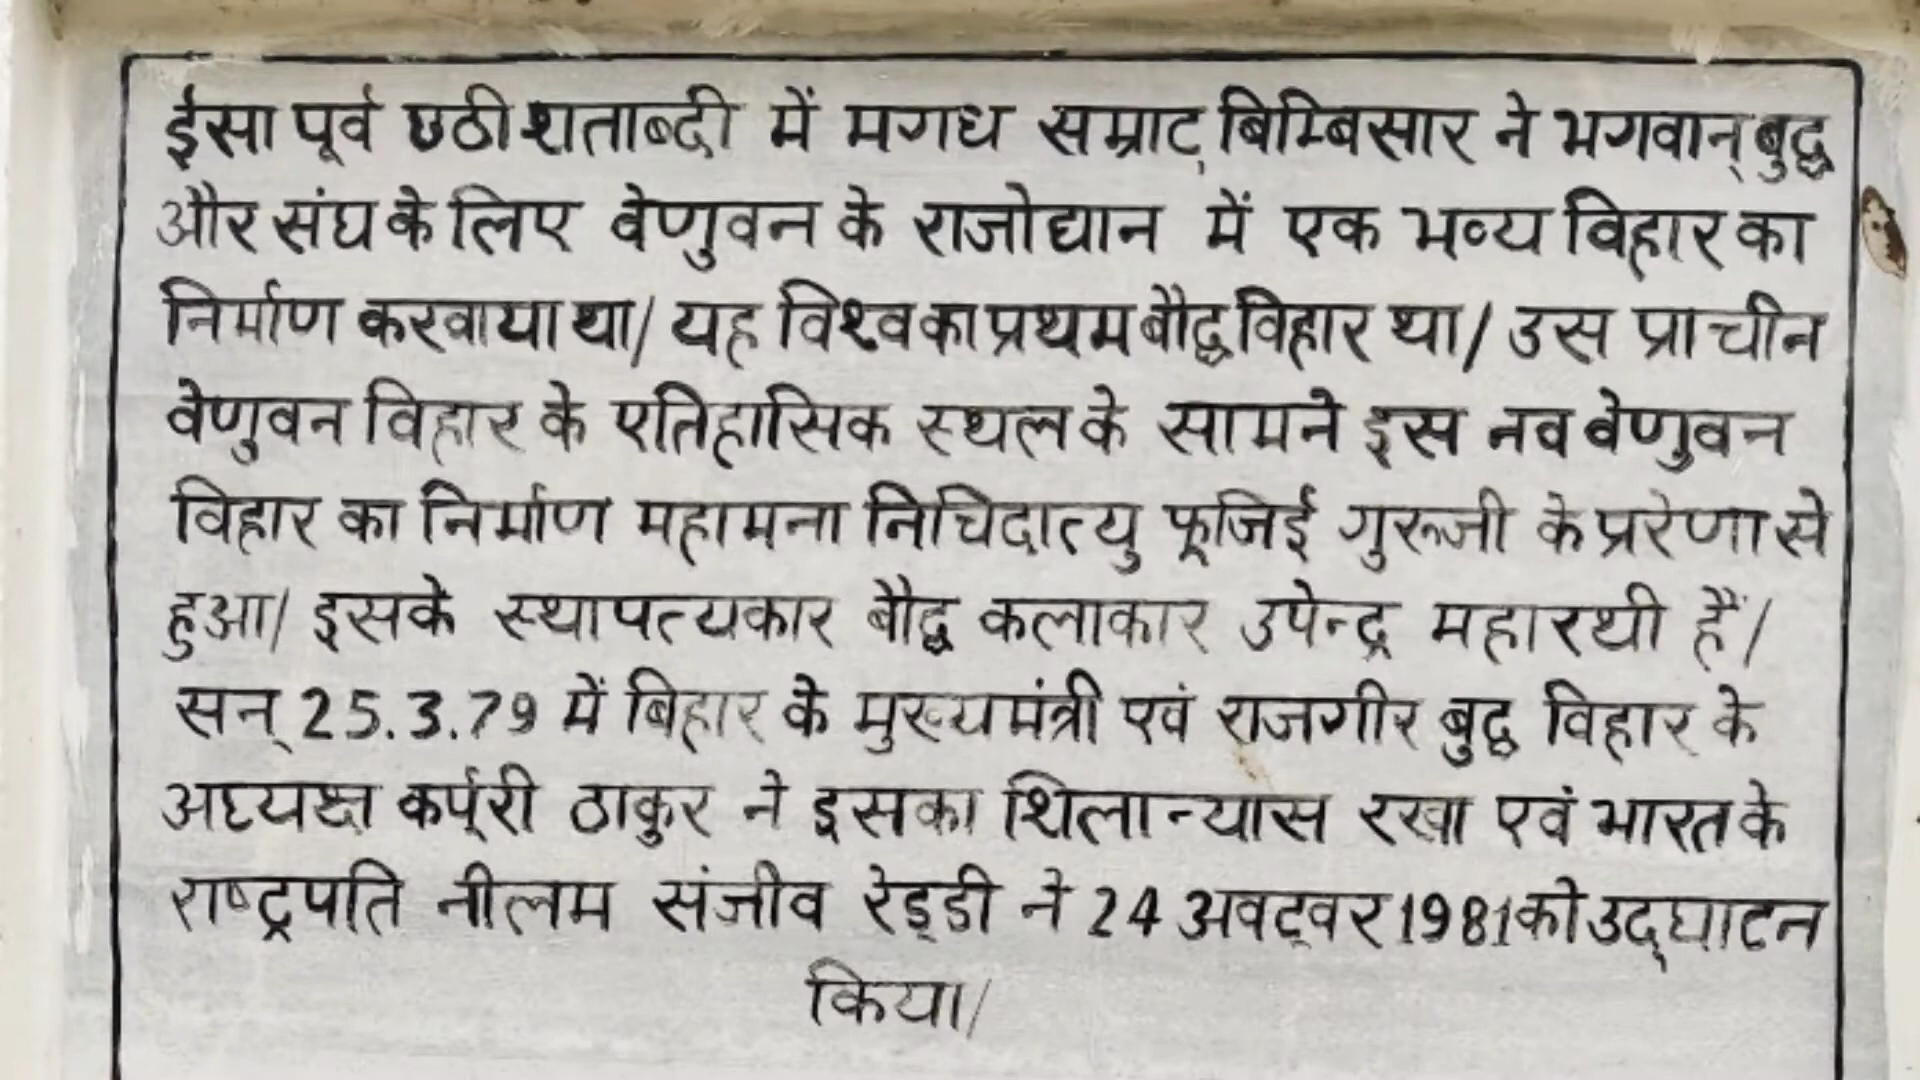 ईसा पूर्व छठी शताब्दी में मगध सम्राट् बिम्बिसार ने भगवान् बुद्ध
और संघ के लिए वेणुवन के राजोद्यान में एक भव्य विहार का
निर्माण करवाया था/ यह विश्व का प्रथम बौद्ध विहार था/ उस प्राचीन
वेणुवन विहार के एतिहासिक स्थल के सामने इस नव वेणुवन
विहार का निर्माण महामना निचिदात्यु फूजिई गुरुजी के प्ररेणा से
हुआ/ इसके स्थापत्यकार बौद्ध कलाकार उपेन्द्र महारथी हैं/
सन् 25.3.79 में बिहार के मुख्यमंत्री एवं राजगीर बुद्ध विहार के
अध्यक्ष कर्पूरी ठाकुर ने इसका शिलान्यास रखा एवं भारत के
राष्ट्रपति नीलम संजीव रेड्डी ने 24 अक्ट्वर 1981 को उद्घाटन
किया/